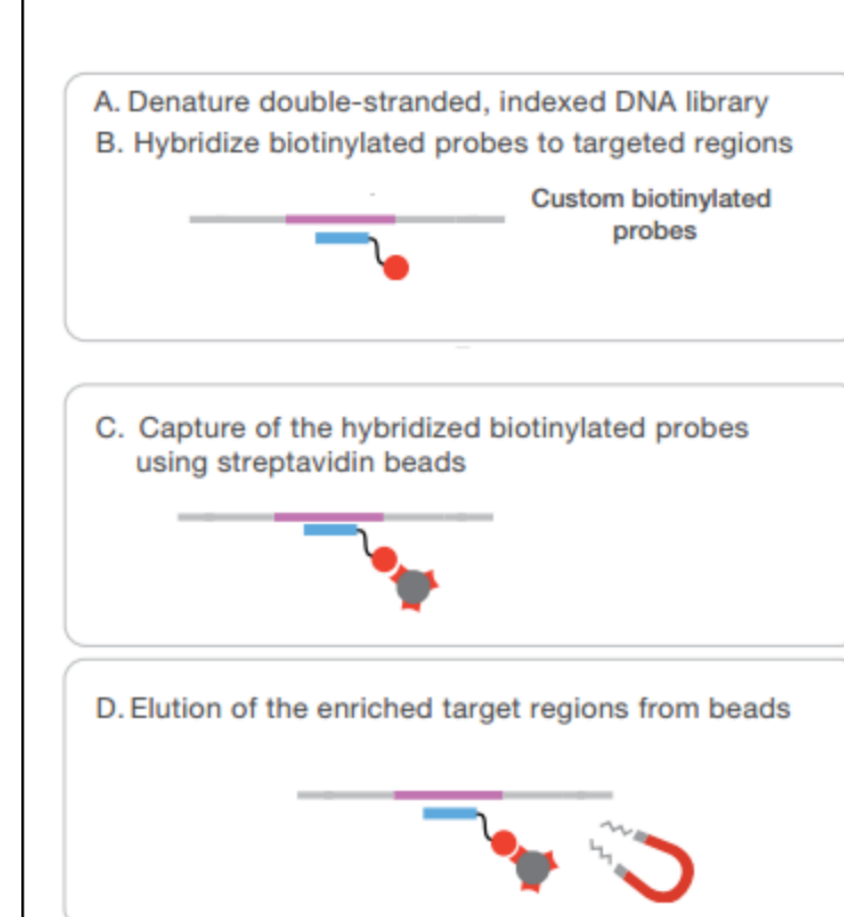 A. Denature double-stranded, indexed DNA library
B. Hybridize biotinylated probes to targeted regions
Custom biotinylated
probes
C. Capture of the hybridized biotinylated probes
using streptavidin beads
D. Elution of the enriched target regions from beads